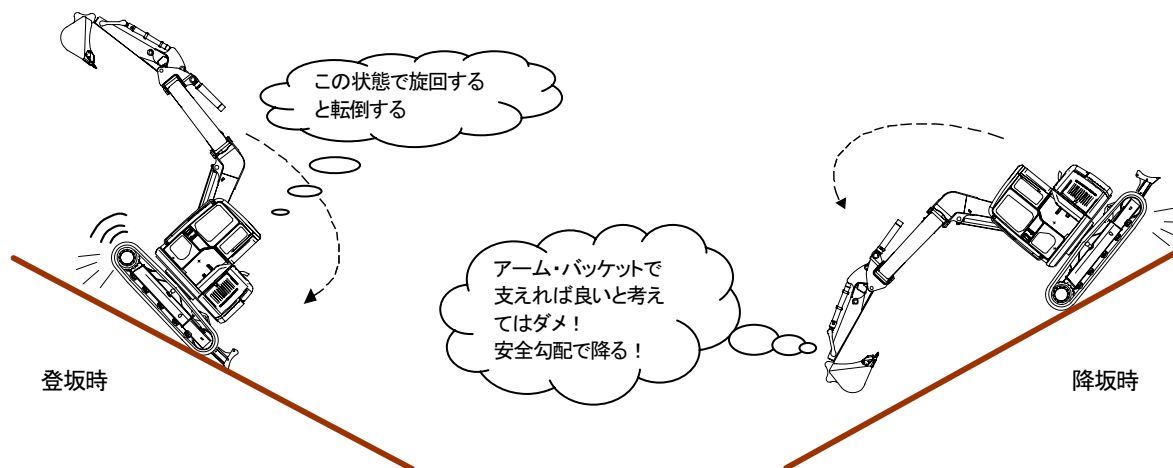 この状態で旋回する
と転倒する
アーム・バッケットで
支えれば良いと考え
てはダメ！
安全勾配で降る！
登坂時
降坂時